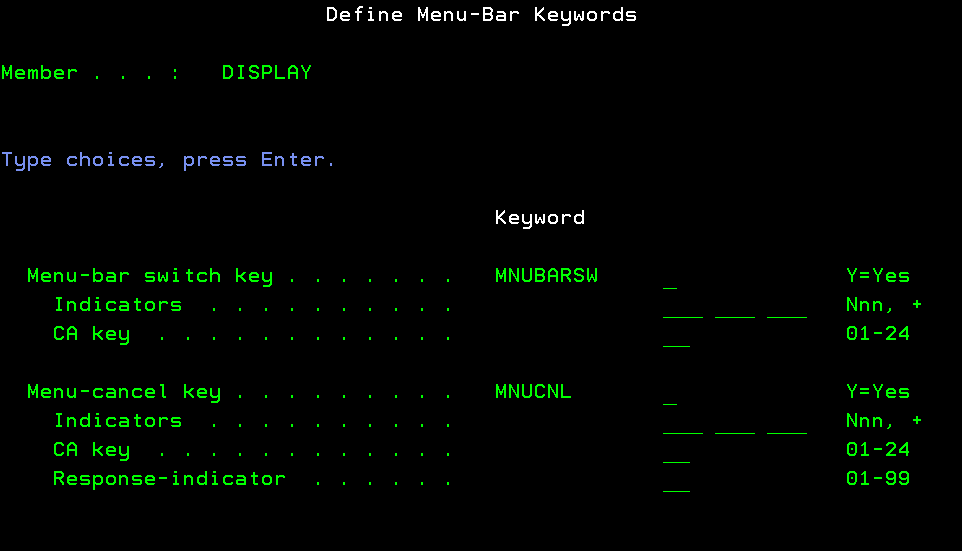 Define Menu-Bar Keywords
Member . . . :   DISPLAY
Type choices, press Enter.
Keyword
Menu-bar switch key . . . . . . .   MNUBARSW   _   Y=Yes
Indicators  . . . . . . . . . .   ___ ___ ___   Nnn, +
CA key  . . . . . . . . . . . .   __   01-24
Menu-cancel key . . . . . . . . .   MNUCNL   _   Y=Yes
Indicators  . . . . . . . . . .   ___ ___ ___   Nnn, +
CA key  . . . . . . . . . . . .   __   01-24
Response-indicator  . . . . . .   __   01-99